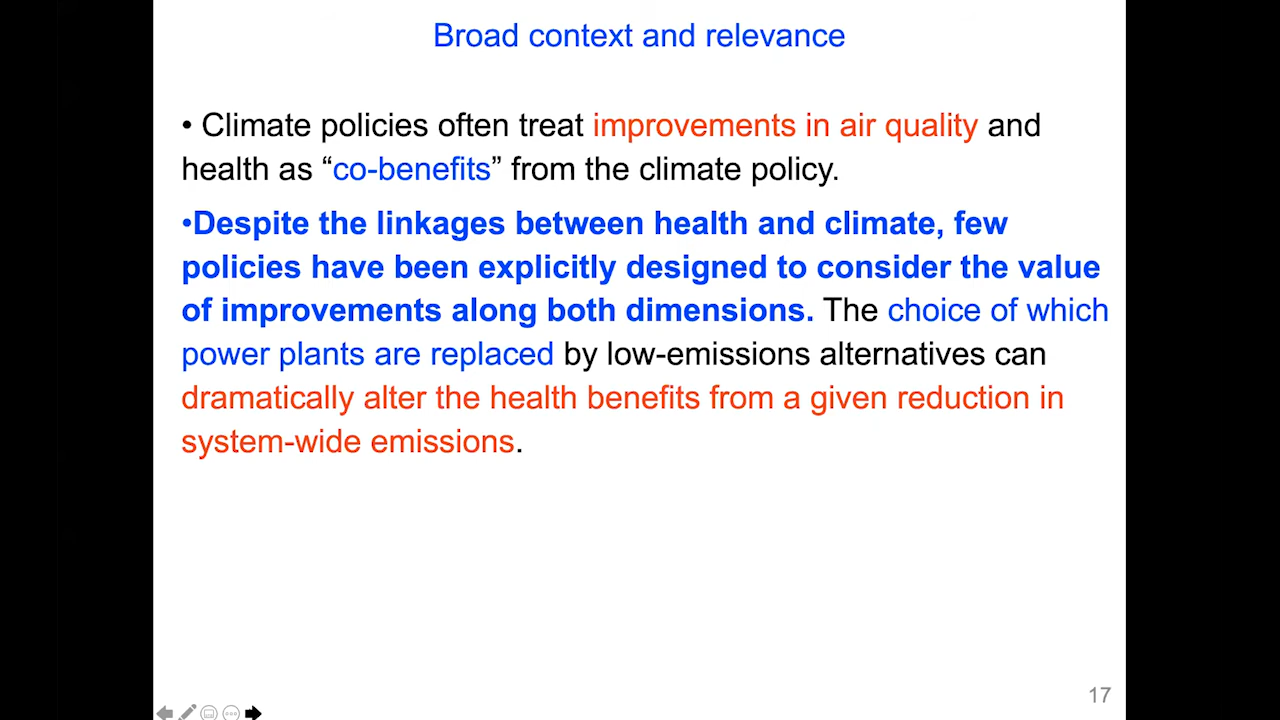 Broad context and relevance
• Climate policies often treat improvements in air quality and
health as “co-benefits” from the climate policy.
•Despite the linkages between health and climate, few
policies have been explicitly designed to consider the value
of improvements along both dimensions. The choice of which
power plants are replaced by low-emissions alternatives can
dramatically alter the health benefits from a given reduction in
system-wide emissions.
17